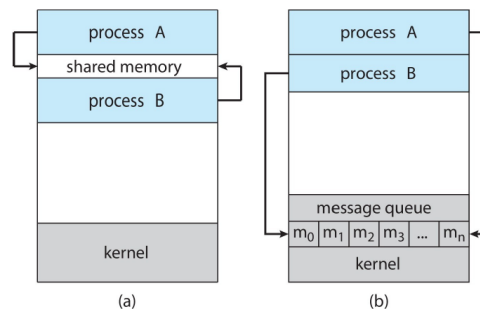 process A
shared memory
process B
kernel
(a)
process A
process B
message queue
m0 m1 m2 m3 ... mn
kernel
(b)